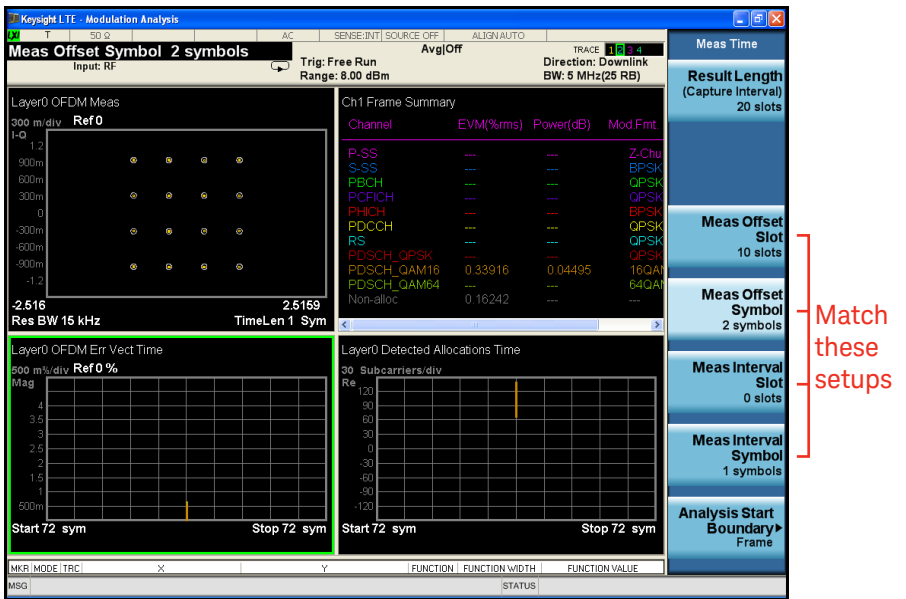 Keysight LTE - Modulation Analysis
LXI T 50 Ω AC SENSE:INT SOURCE OFF ALIGN AUTO
Meas Offset Symbol 2 symbols
Input: RF
Trig: Free Run
Range: 8.00 dBm
Avg|Off
TRACE 1 2 3 4
Direction: Downlink
BW: 5 MHz(25 RB)
Layer0 OFDM Meas
300 m/div Ref 0
I-Q
1.2
900m
600m
300m
0
-300m
-600m
-900m
-1.2
-2.516 2.5159
Res BW 15 kHz TimeLen 1 Sym
Ch1 Frame Summary
Channel EVM(%rms) Power(dB) Mod.Fmt
P-SS --- --- Z-Chu
S-SS --- --- BPSK
PBCH --- --- QPSK
PCFICH --- --- QPSK
PHICH --- --- BPSK
PDCCH --- --- QPSK
RS --- --- QPSK
PDSCH_QPSK --- --- QPSK
PDSCH_QAM16 0.33916 0.04495 16QAM
PDSCH_QAM64 --- --- 64QAM
Non-alloc 0.16242 --- ---
Layer0 OFDM Err Vect Time
500 m%/div Ref 0 %
Mag
4
3.5
3
2.5
2
1.5
1
500m
Start 72 sym Stop 72 sym
Layer0 Detected Allocations Time
30 Subcarriers/div
Re
120
90
60
30
0
-30
-60
-90
-120
Start 72 sym Stop 72 sym
MKR MODE TRC X Y FUNCTION FUNCTION WIDTH FUNCTION VALUE
MSG STATUS
Meas Time
Result Length
(Capture Interval)
20 slots
Meas Offset
Slot
10 slots
Meas Offset
Symbol
2 symbols
Meas Interval
Slot
0 slots
Meas Interval
Symbol
1 symbols
Analysis Start
Boundary
Frame
Match
these
setups